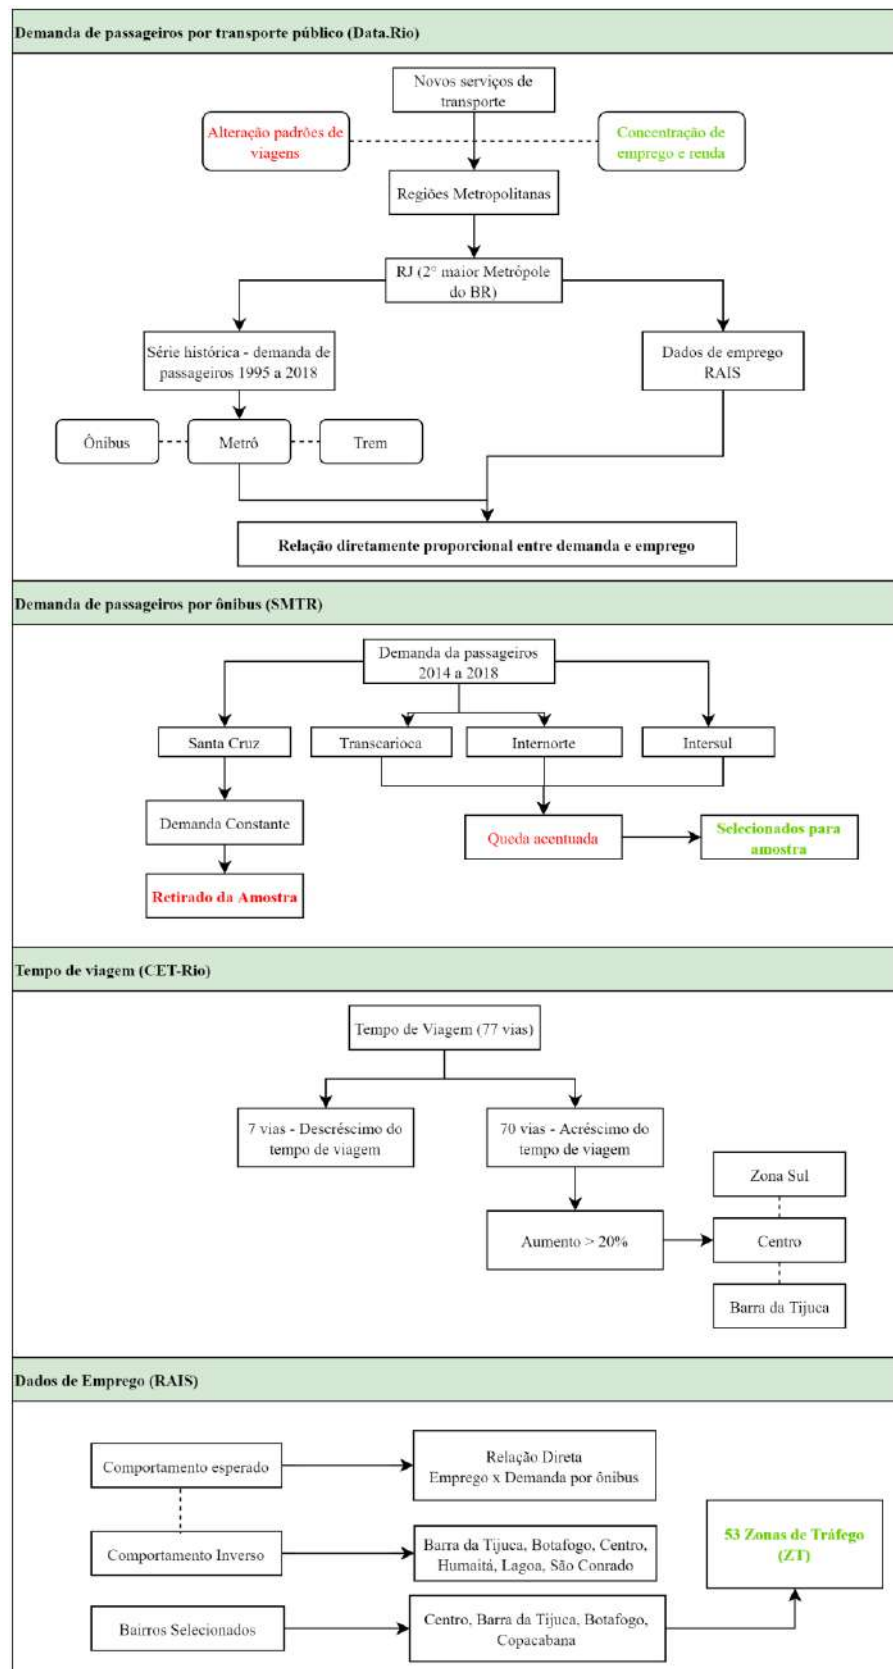 Demanda de passageiros por transporte público (Data.Rio)
Novos serviços de
transporte
Alteração padrões de
viagens
Concentração de
emprego e renda
Regiões Metropolitanas
RJ (2° maior Metrópole
do BR)
Série histórica - demanda de
passageiros 1995 a 2018
Dados de emprego
RAIS
Ônibus
Metrô
Trem
Relação diretamente proporcional entre demanda e emprego
Demanda de passageiros por ônibus (SMTR)
Demanda da passageiros
2014 a 2018
Santa Cruz
Transcarioca
Internorte
Intersul
Demanda Constante
Queda acentuada
Selecionados para
amostra
Retirado da Amostra
Tempo de viagem (CET-Rio)
Tempo de Viagem (77 vias)
7 vias - Descréscimo do
tempo de viagem
70 vias - Acréscimo do
tempo de viagem
Zona Sul
Aumento > 20%
Centro
Barra da Tijuca
Dados de Emprego (RAIS)
Comportamento esperado
Relação Direta
Emprego x Demanda por ônibus
Comportamento Inverso
Barra da Tijuca, Botafogo, Centro,
Humaitá, Lagoa, São Conrado
53 Zonas de Tráfego
(ZT)
Bairros Selecionados
Centro, Barra da Tijuca, Botafogo,
Copacabana